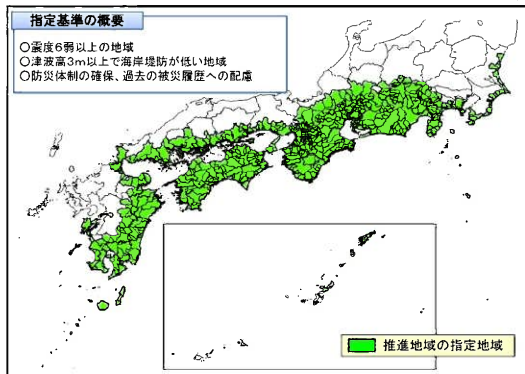 指定基準の概要
○震度6弱以上の地域
○津波高3m以上で海岸堤防が低い地域
○防災体制の確保、過去の被災履歴への配慮
推進地域の指定地域